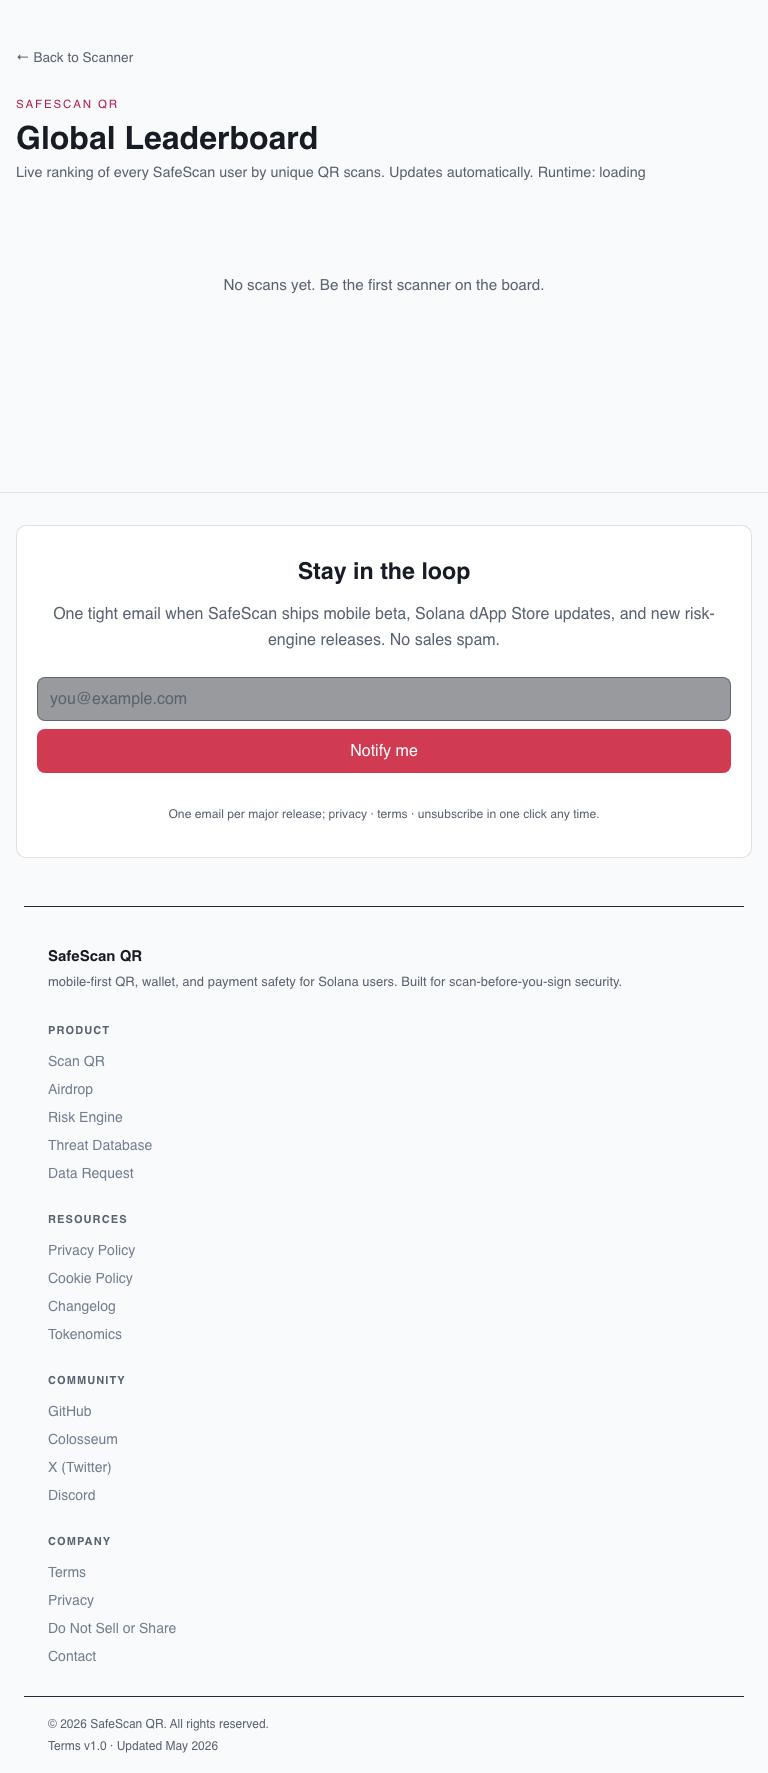 ← Back to Scanner
SAFESCAN QR
Global Leaderboard
Live ranking of every SafeScan user by unique QR scans. Updates automatically. Runtime: loading
No scans yet. Be the first scanner on the board.
Stay in the loop
One tight email when SafeScan ships mobile beta, Solana dApp Store updates, and new risk-
engine releases. No sales spam.
you@example.com
Notify me
One email per major release; privacy · terms · unsubscribe in one click any time.
SafeScan QR
mobile-first QR, wallet, and payment safety for Solana users. Built for scan-before-you-sign security.
PRODUCT
Scan QR
Airdrop
Risk Engine
Threat Database
Data Request
RESOURCES
Privacy Policy
Cookie Policy
Changelog
Tokenomics
COMMUNITY
GitHub
Colosseum
X (Twitter)
Discord
COMPANY
Terms
Privacy
Do Not Sell or Share
Contact
© 2026 SafeScan QR. All rights reserved.
Terms v1.0 · Updated May 2026